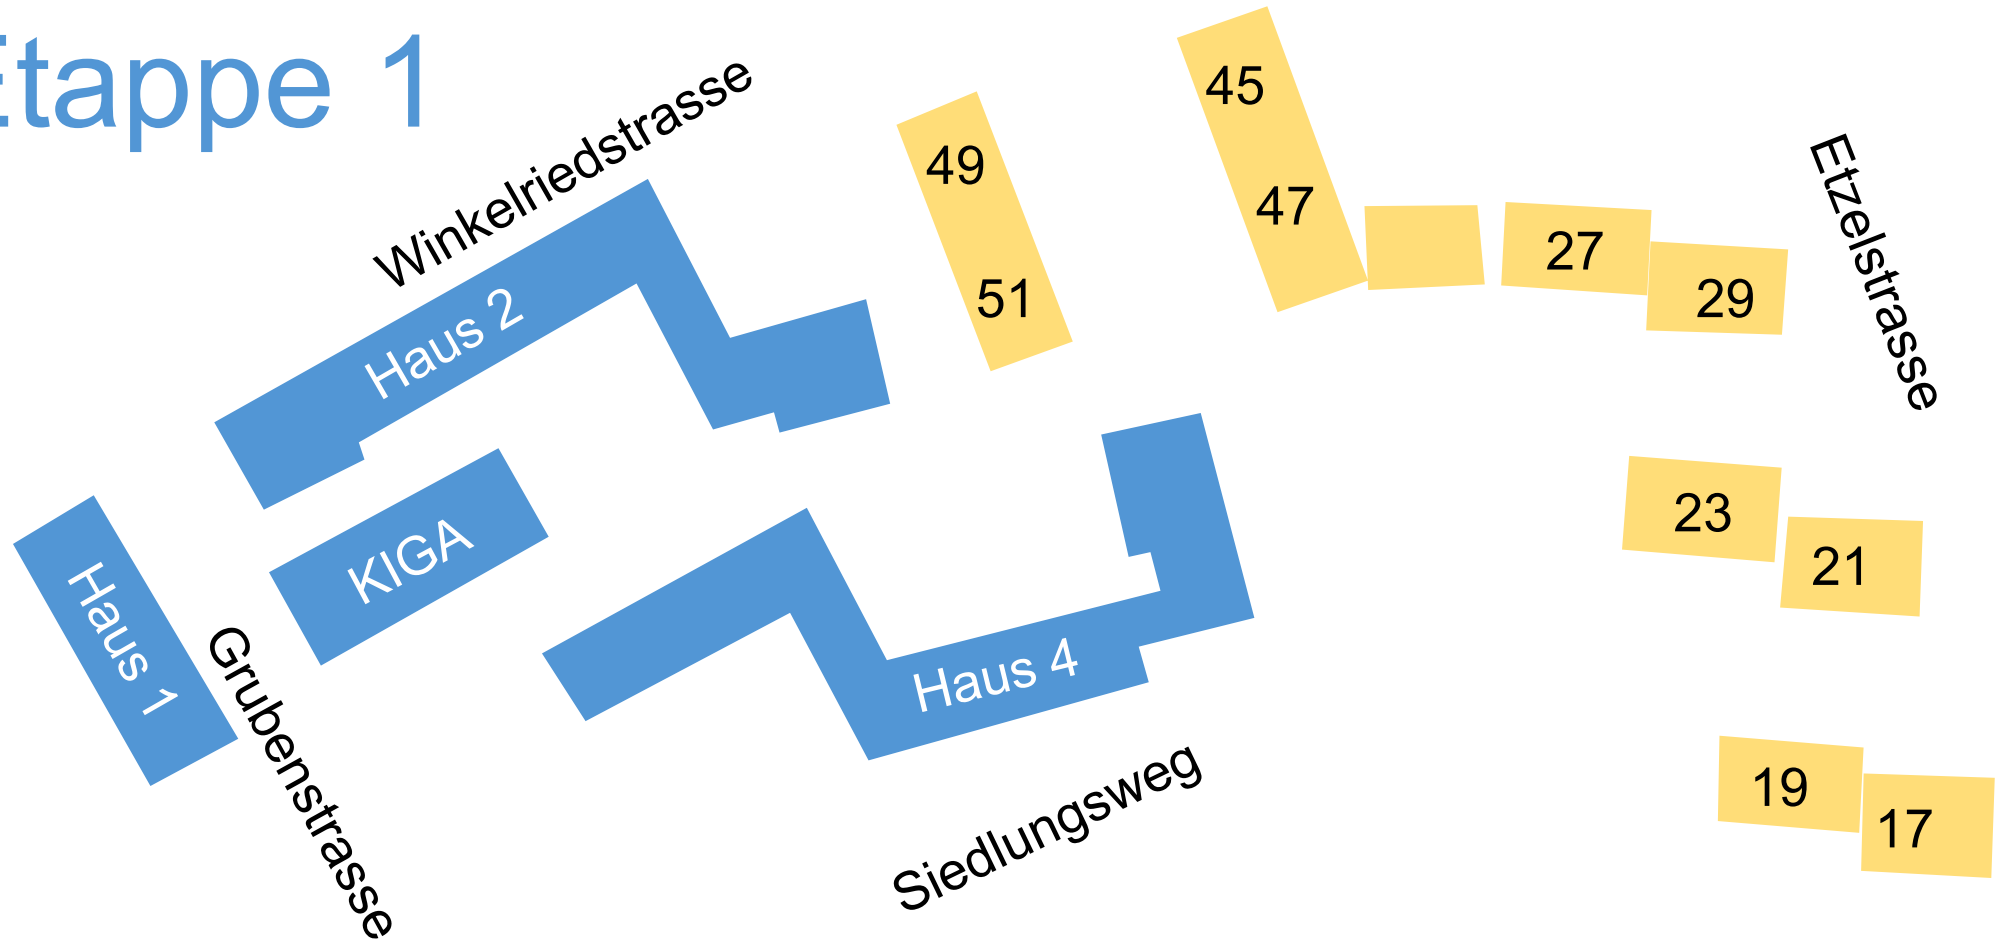 Etappe 1
Winkelriedstrasse
45
49
47
51
27
29
Etzelstrasse
Haus 2
KIGA
Haus 1
23
21
Grubenstrasse
Haus 4
Siedlungsweg
19
17